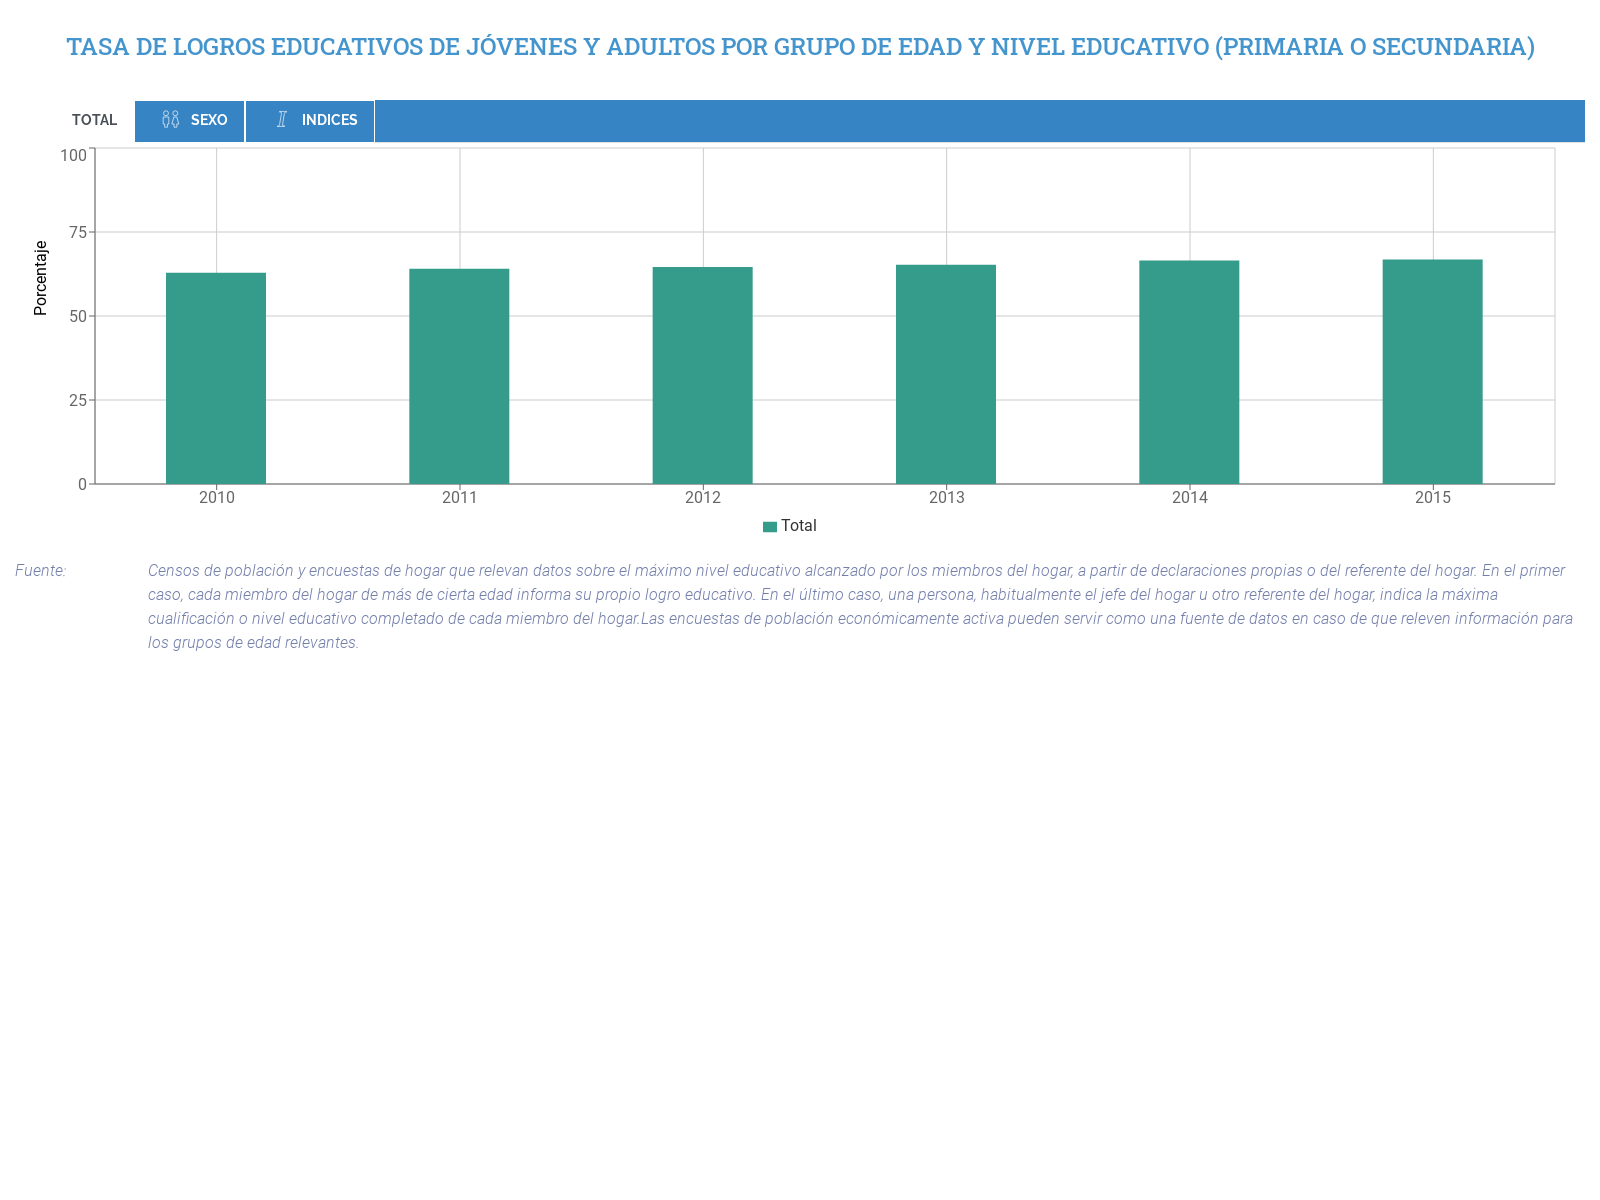 TASA DE LOGROS EDUCATIVOS DE JÓVENES Y ADULTOS POR GRUPO DE EDAD Y NIVEL EDUCATIVO (PRIMARIA O SECUNDARIA)
TOTAL SEXO INDICES
100
75
50
25
0
Porcentaje
2010 2011 2012 2013 2014 2015
Total
Fuente: Censos de población y encuestas de hogar que relevan datos sobre el máximo nivel educativo alcanzado por los miembros del hogar, a partir de declaraciones propias o del referente del hogar. En el primer
caso, cada miembro del hogar de más de cierta edad informa su propio logro educativo. En el último caso, una persona, habitualmente el jefe del hogar u otro referente del hogar, indica la máxima
cualificación o nivel educativo completado de cada miembro del hogar.Las encuestas de población económicamente activa pueden servir como una fuente de datos en caso de que releven información para
los grupos de edad relevantes.